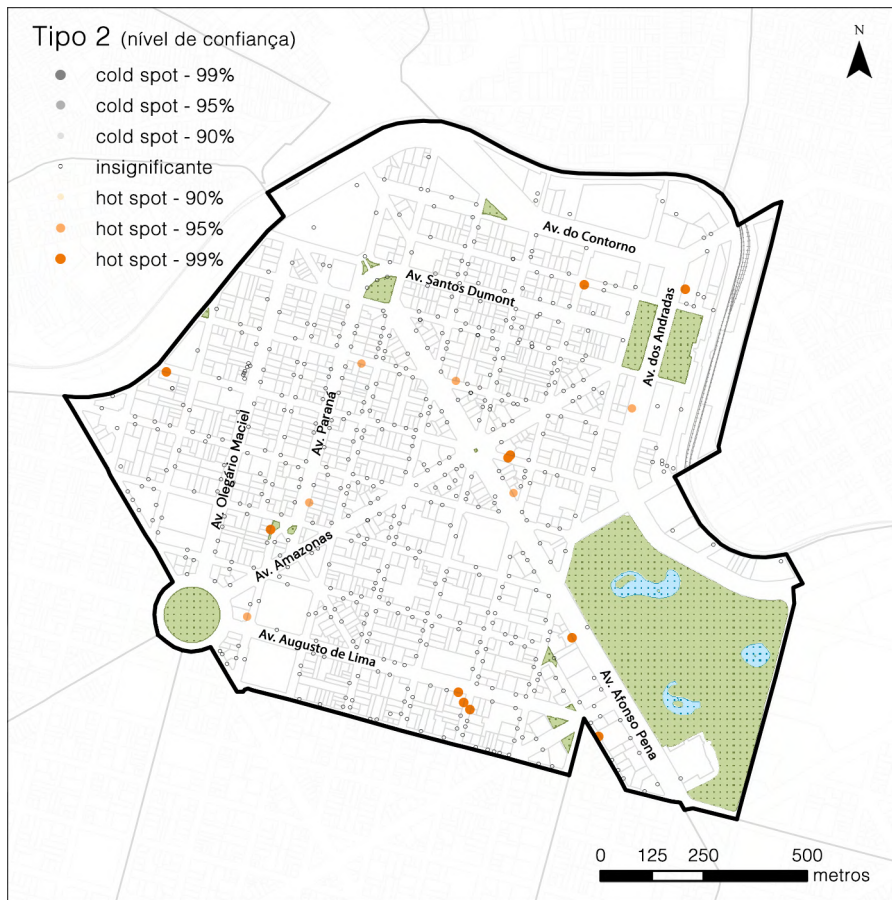 Tipo 2 (nível de confiança)
cold spot - 99%
cold spot - 95%
cold spot - 90%
insignificante
hot spot - 90%
hot spot - 95%
hot spot - 99%
N
Av. do Contorno
Av. Santos Dumont
Av. dos Andradas
Av. Paraná
Av. Olegário Maciel
Av. Amazonas
Av. Augusto de Lima
Av. Afonso Pena
0 125 250 500
metros